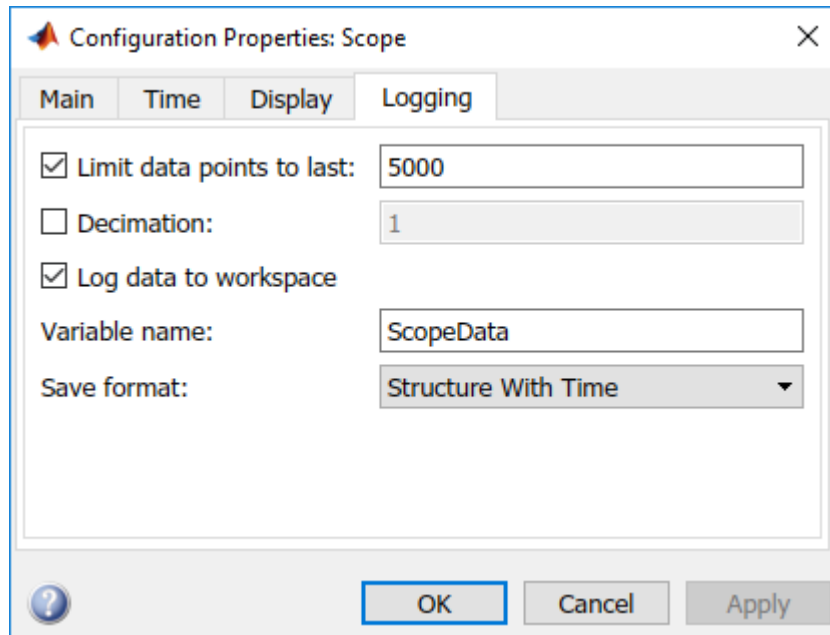 Configuration Properties: Scope
Main Time Display Logging
Limit data points to last: 5000
Decimation: 1
Log data to workspace
Variable name: ScopeData
Save format: Structure With Time
? OK Cancel Apply